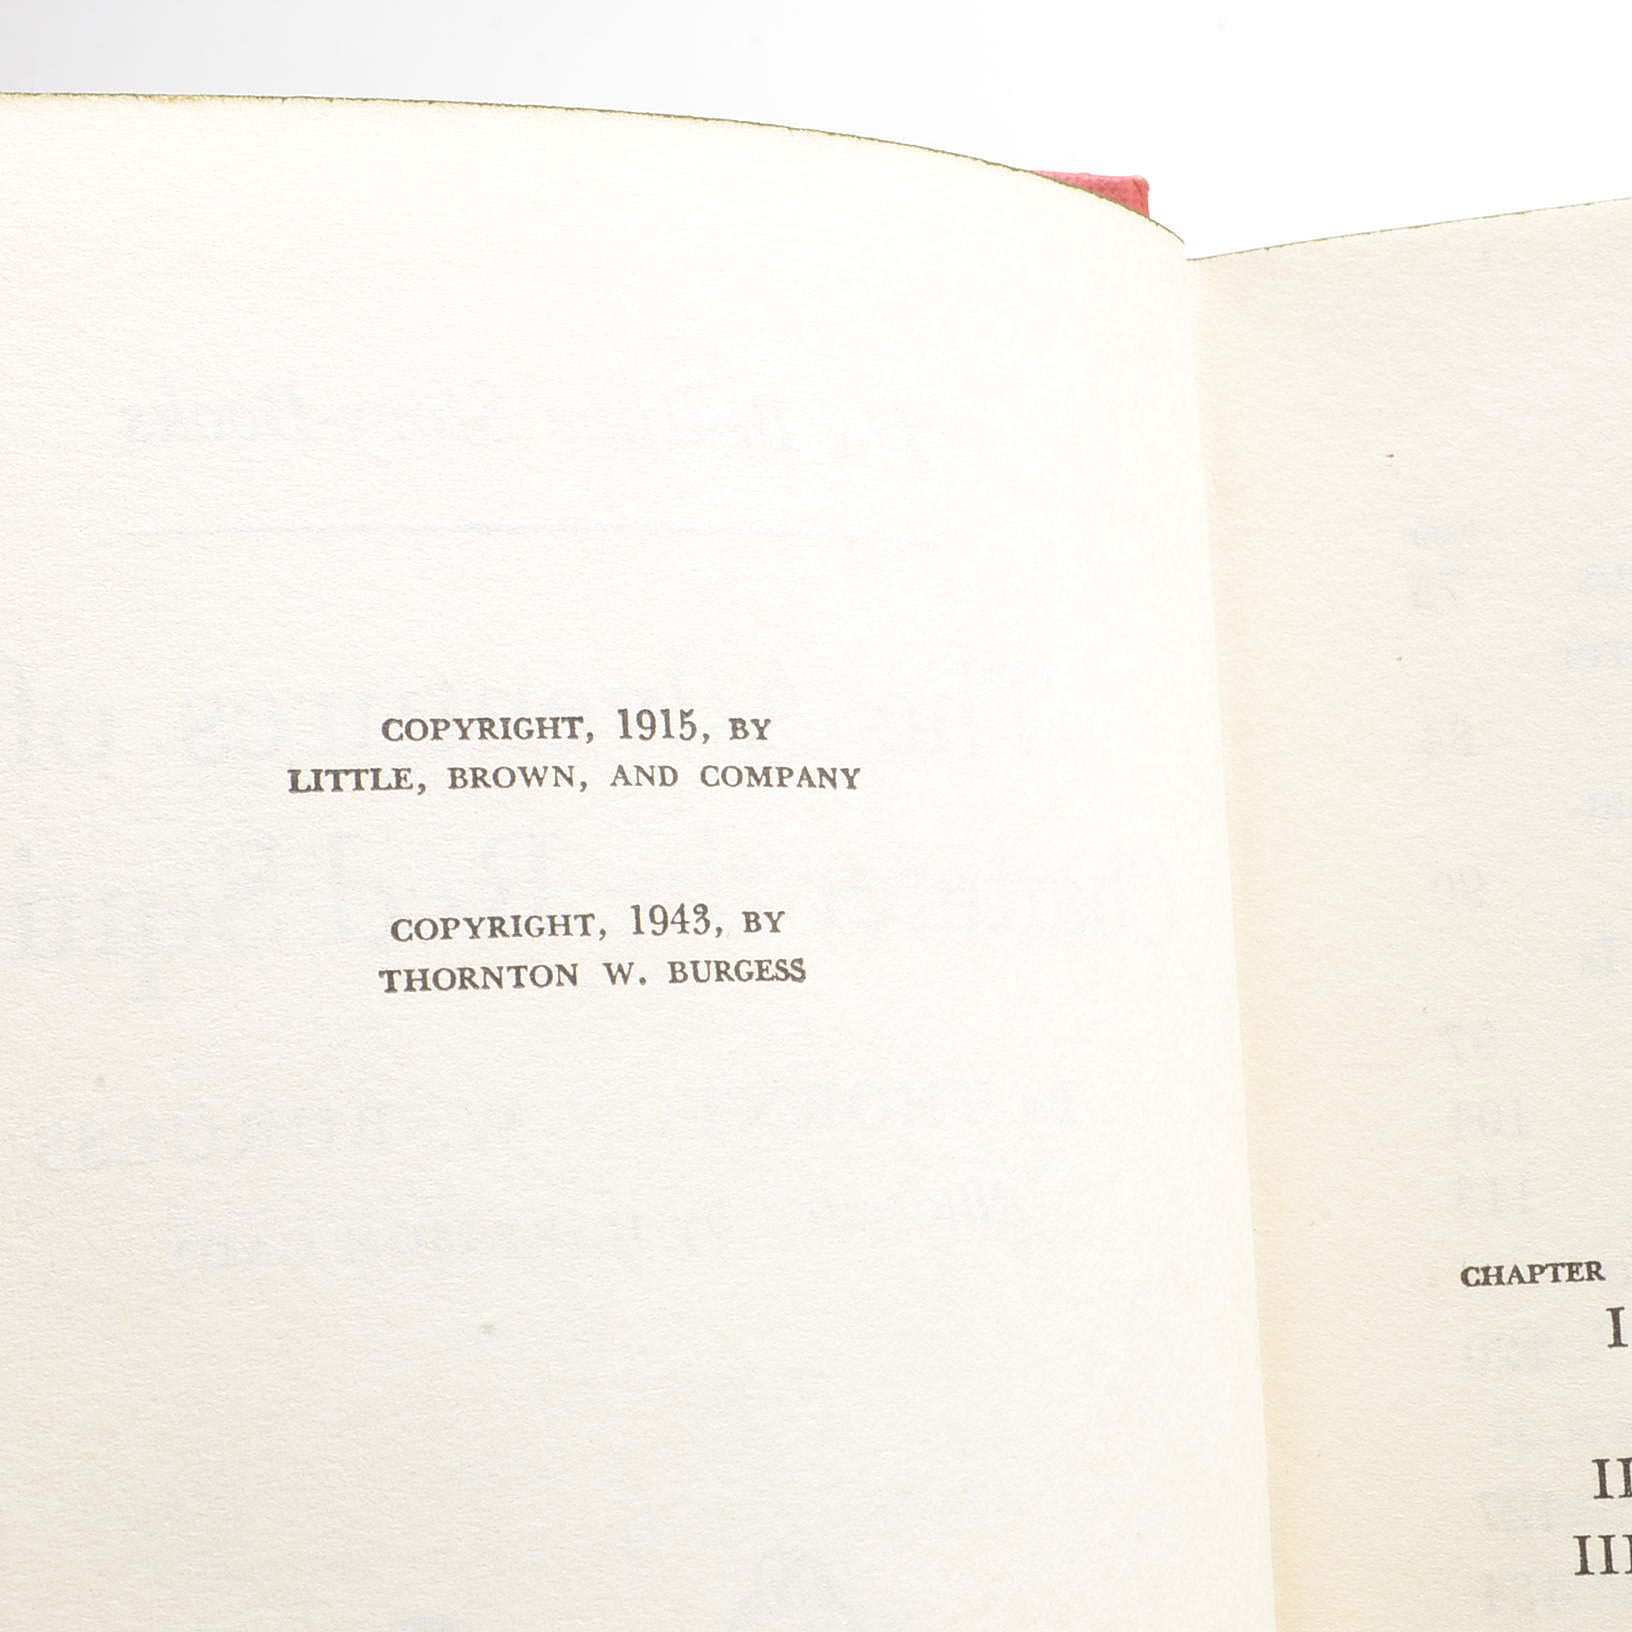 COPYRIGHT, 1915, BY
LITTLE, BROWN, AND COMPANY
COPYRIGHT, 1943, BY
THORNTON W. BURGESS
CHAPTER
I
II
III